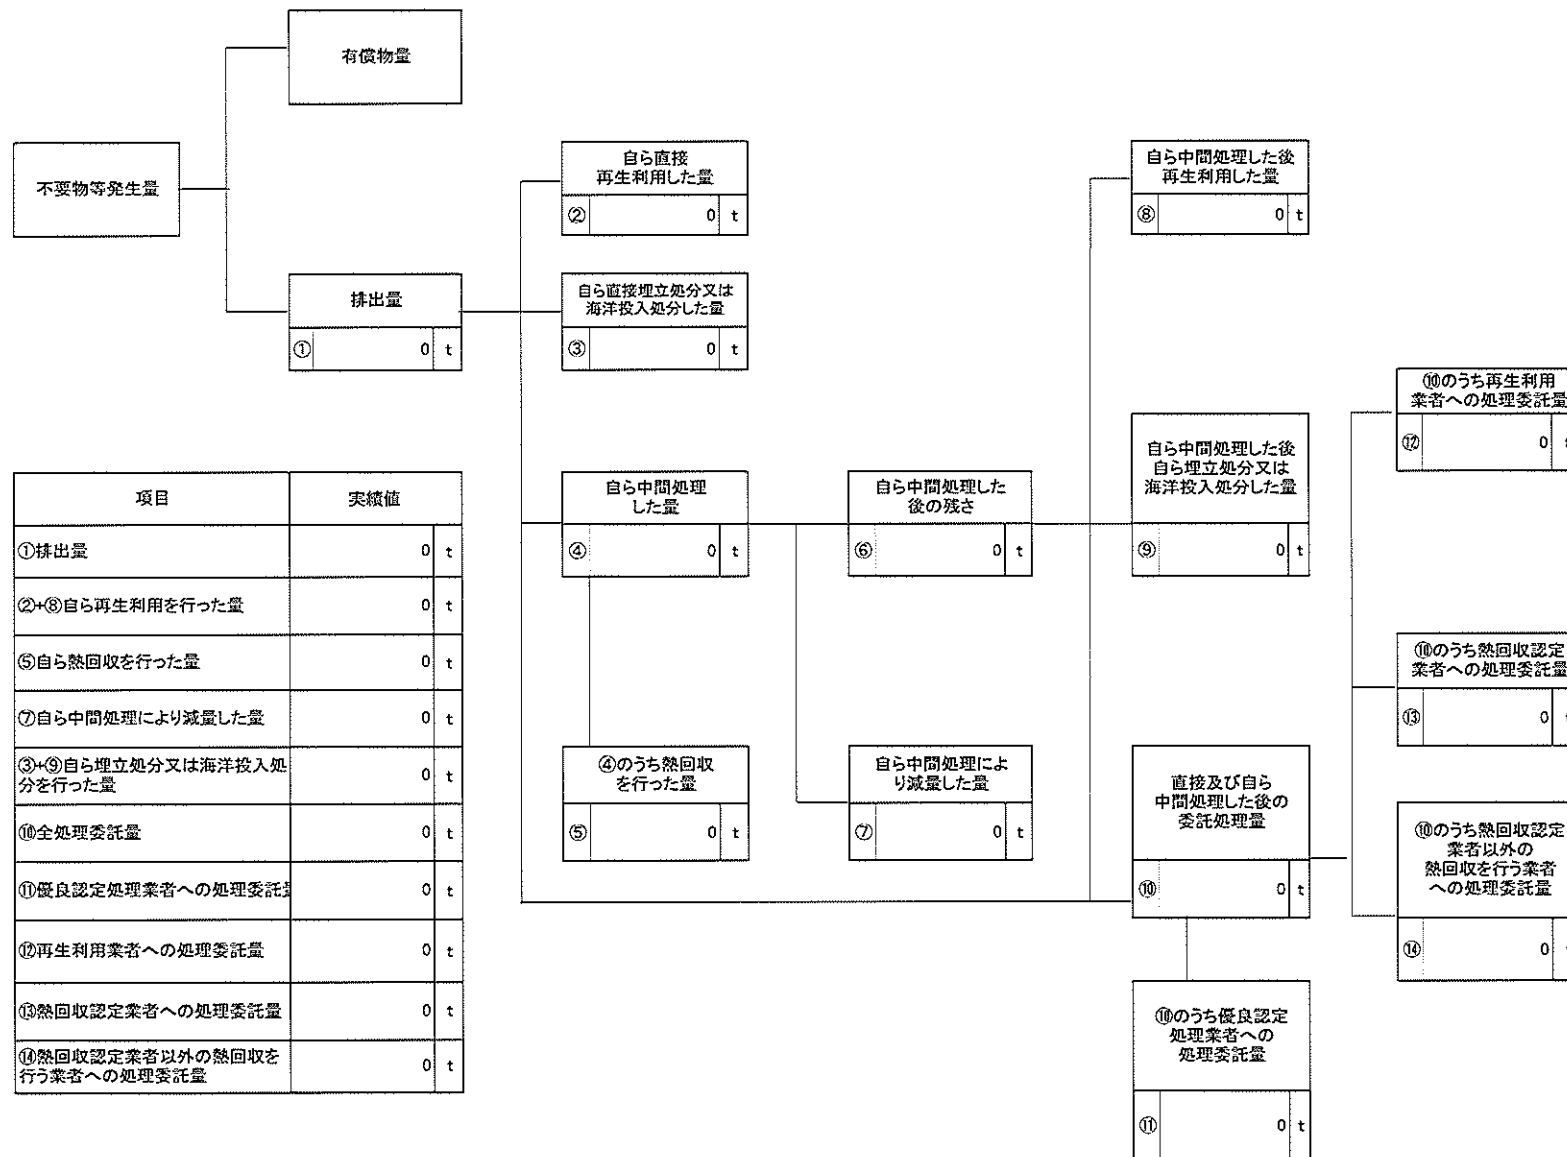 有償物量
不要物等発生量
排出量
① 0 t
自ら直接
再生利用した量
② 0 t
自ら直接埋立処分又は
海洋投入処分した量
③ 0 t
自ら中間処理
した量
④ 0 t
④のうち熱回収
を行った量
⑤ 0 t
自ら中間処理した
後の残さ
⑥ 0 t
自ら中間処理によ
り減量した量
⑦ 0 t
自ら中間処理した後
再生利用した量
⑧ 0 t
自ら中間処理した後
自ら埋立処分又は
海洋投入処分した量
⑨ 0 t
直接及び自ら
中間処理した後の
委託処理量
⑩ 0 t
⑩のうち優良認定
処理業者への
処理委託量
⑪ 0 t
⑩のうち再生利用
業者への処理委託量
⑫ 0
⑩のうち熱回収認定
業者への処理委託量
⑬ 0
⑩のうち熱回収認定
業者以外の
熱回収を行う業者
への処理委託量
⑭ 0
項目 実績値
①排出量 0 t
②+⑧自ら再生利用を行った量 0 t
⑤自ら熱回収を行った量 0 t
⑦自ら中間処理により減量した量 0 t
③+⑨自ら埋立処分又は海洋投入処
分を行った量 0 t
⑩全処理委託量 0 t
⑪優良認定処理業者への処理委託 0 t
⑫再生利用業者への処理委託量 0 t
⑬熱回収認定業者への処理委託量 0 t
⑭熱回収認定業者以外の熱回収を
行う業者への処理委託量 0 t